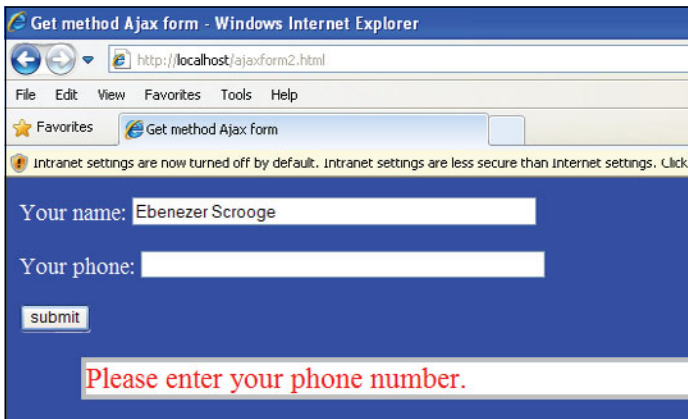 Get method Ajax form - Windows Internet Explorer
http://localhost/ajaxform2.html
File Edit View Favorites Tools Help
Favorites Get method Ajax form
Intranet settings are now turned off by default. Intranet settings are less secure than Internet settings. Click
Your name: Ebenezer Scrooge
Your phone:
submit
Please enter your phone number.